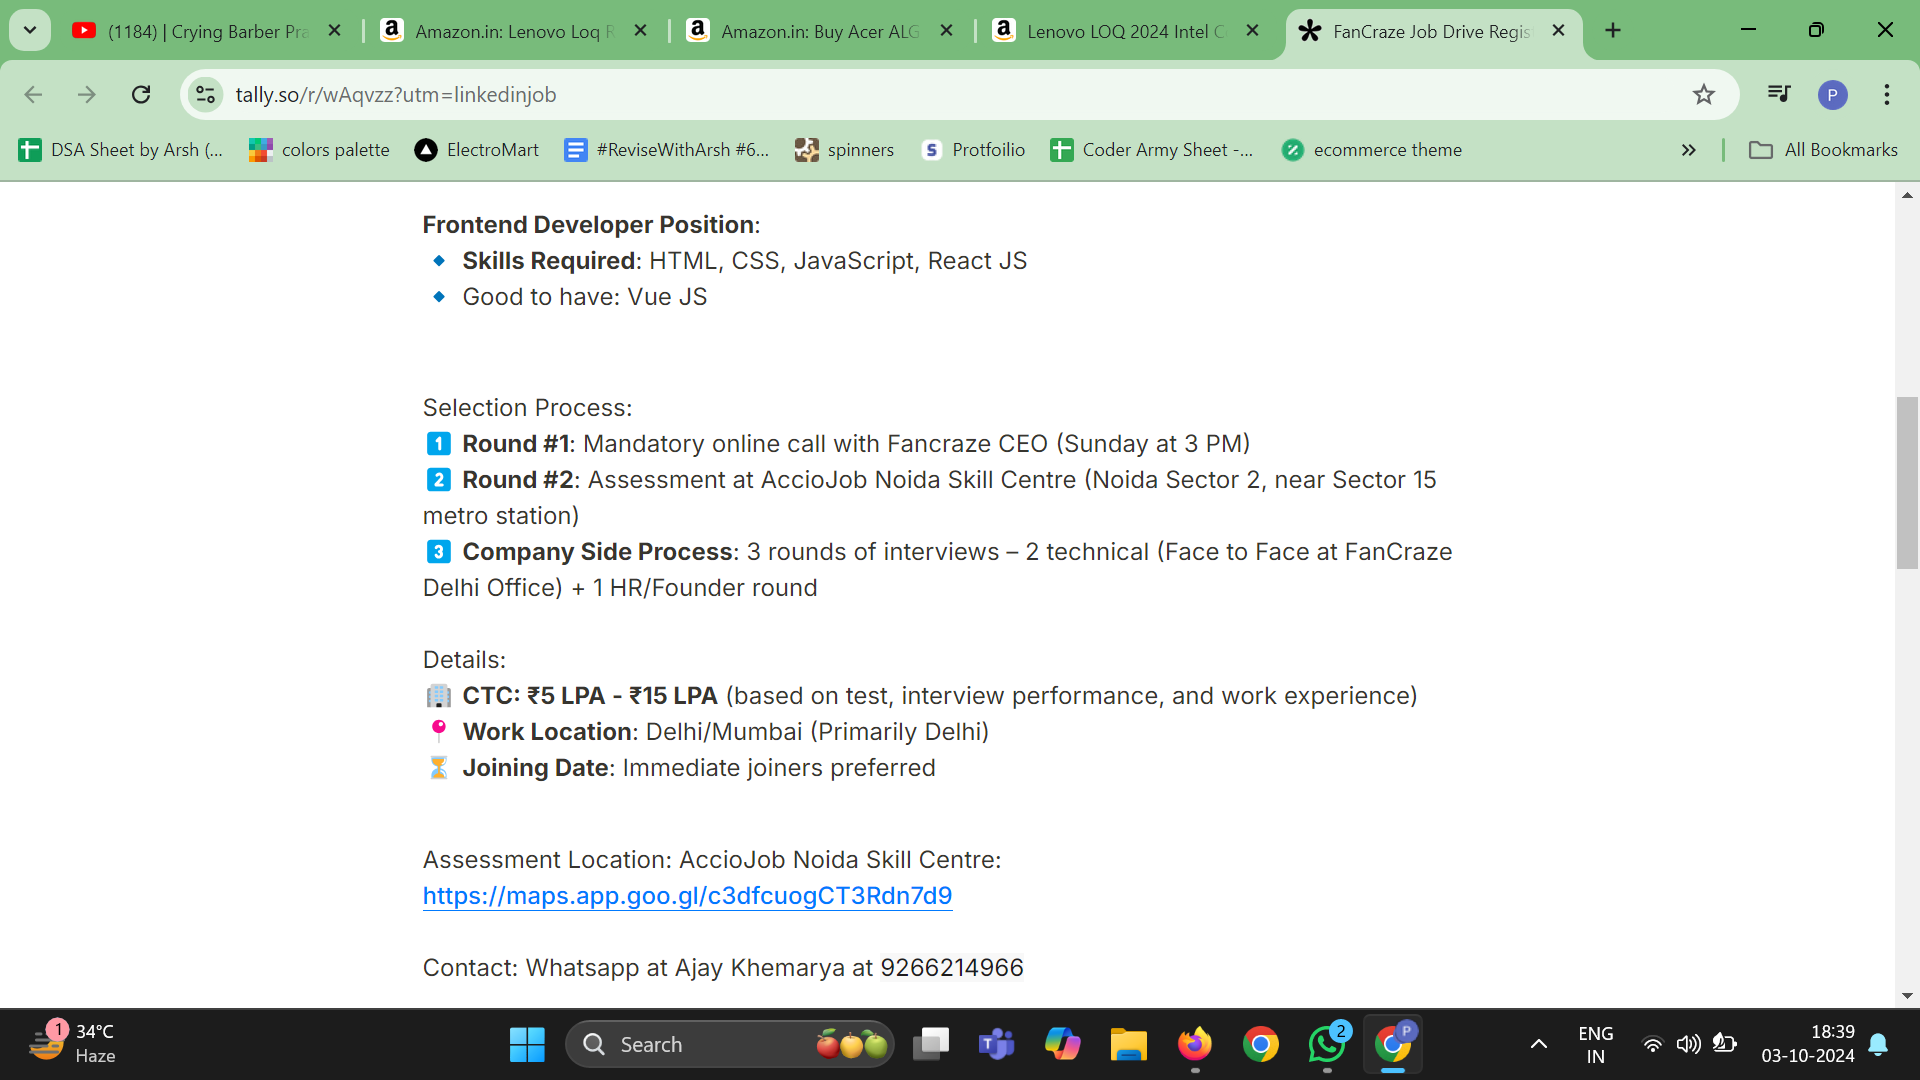 (1184) | Crying Barber Pra
Amazon.in: Lenovo Loq R
Amazon.in: Buy Acer ALG
Lenovo LOQ 2024 Intel C
FanCraze Job Drive Regis
tally.so/r/wAqvzz?utm=linkedinjob
P
DSA Sheet by Arsh (...
colors palette
ElectroMart
#ReviseWithArsh #6...
spinners
Protfoilio
Coder Army Sheet -...
ecommerce theme
All Bookmarks
Frontend Developer Position:
🔹 Skills Required: HTML, CSS, JavaScript, React JS
🔹 Good to have: Vue JS
Selection Process:
1️⃣ Round #1: Mandatory online call with Fancraze CEO (Sunday at 3 PM)
2️⃣ Round #2: Assessment at AccioJob Noida Skill Centre (Noida Sector 2, near Sector 15
metro station)
3️⃣ Company Side Process: 3 rounds of interviews – 2 technical (Face to Face at FanCraze
Delhi Office) + 1 HR/Founder round
Details:
🏢 CTC: ₹5 LPA - ₹15 LPA (based on test, interview performance, and work experience)
📍 Work Location: Delhi/Mumbai (Primarily Delhi)
⏳ Joining Date: Immediate joiners preferred
Assessment Location: AccioJob Noida Skill Centre:
https://maps.app.goo.gl/c3dfcuogCT3Rdn7d9
Contact: Whatsapp at Ajay Khemarya at 9266214966
1
34°C
Haze
Search
2
P
ENG
IN
18:39
03-10-2024